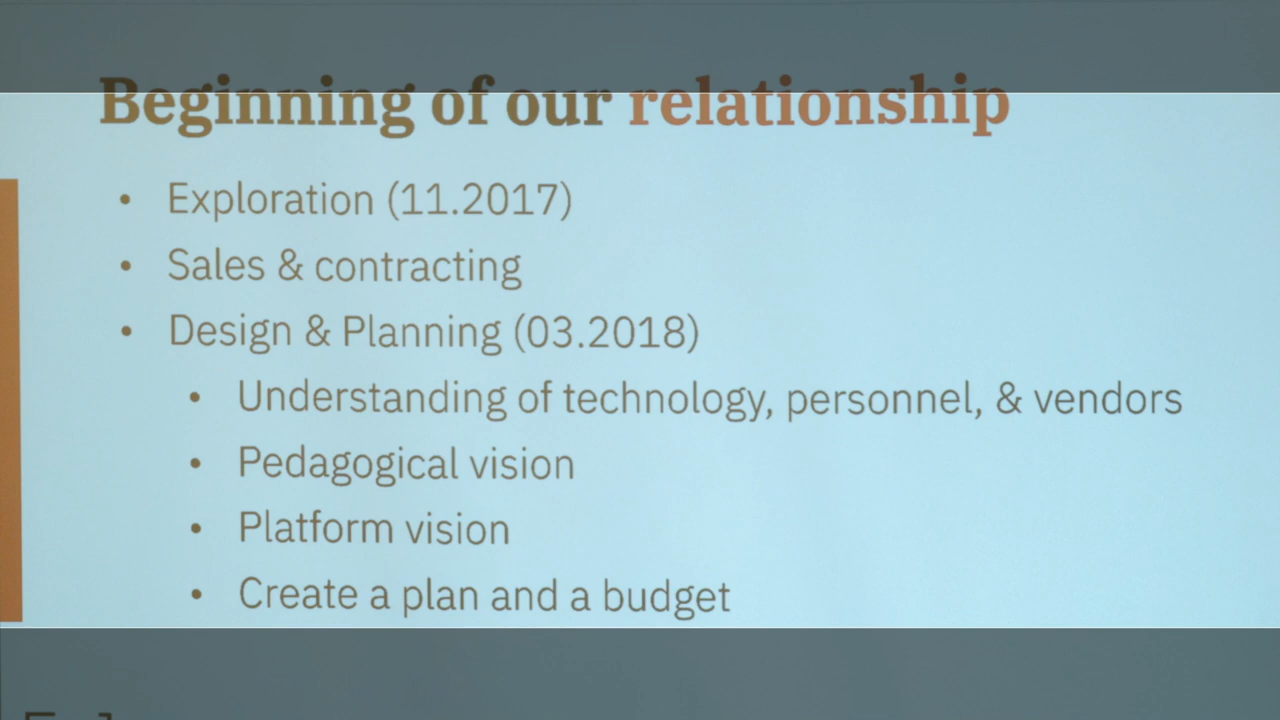 Beginning of our relationship
• Exploration (11.2017)
• Sales & contracting
• Design & Planning (03.2018)
• Understanding of technology, personnel, & vendors
• Pedagogical vision
• Platform vision
• Create a plan and a budget